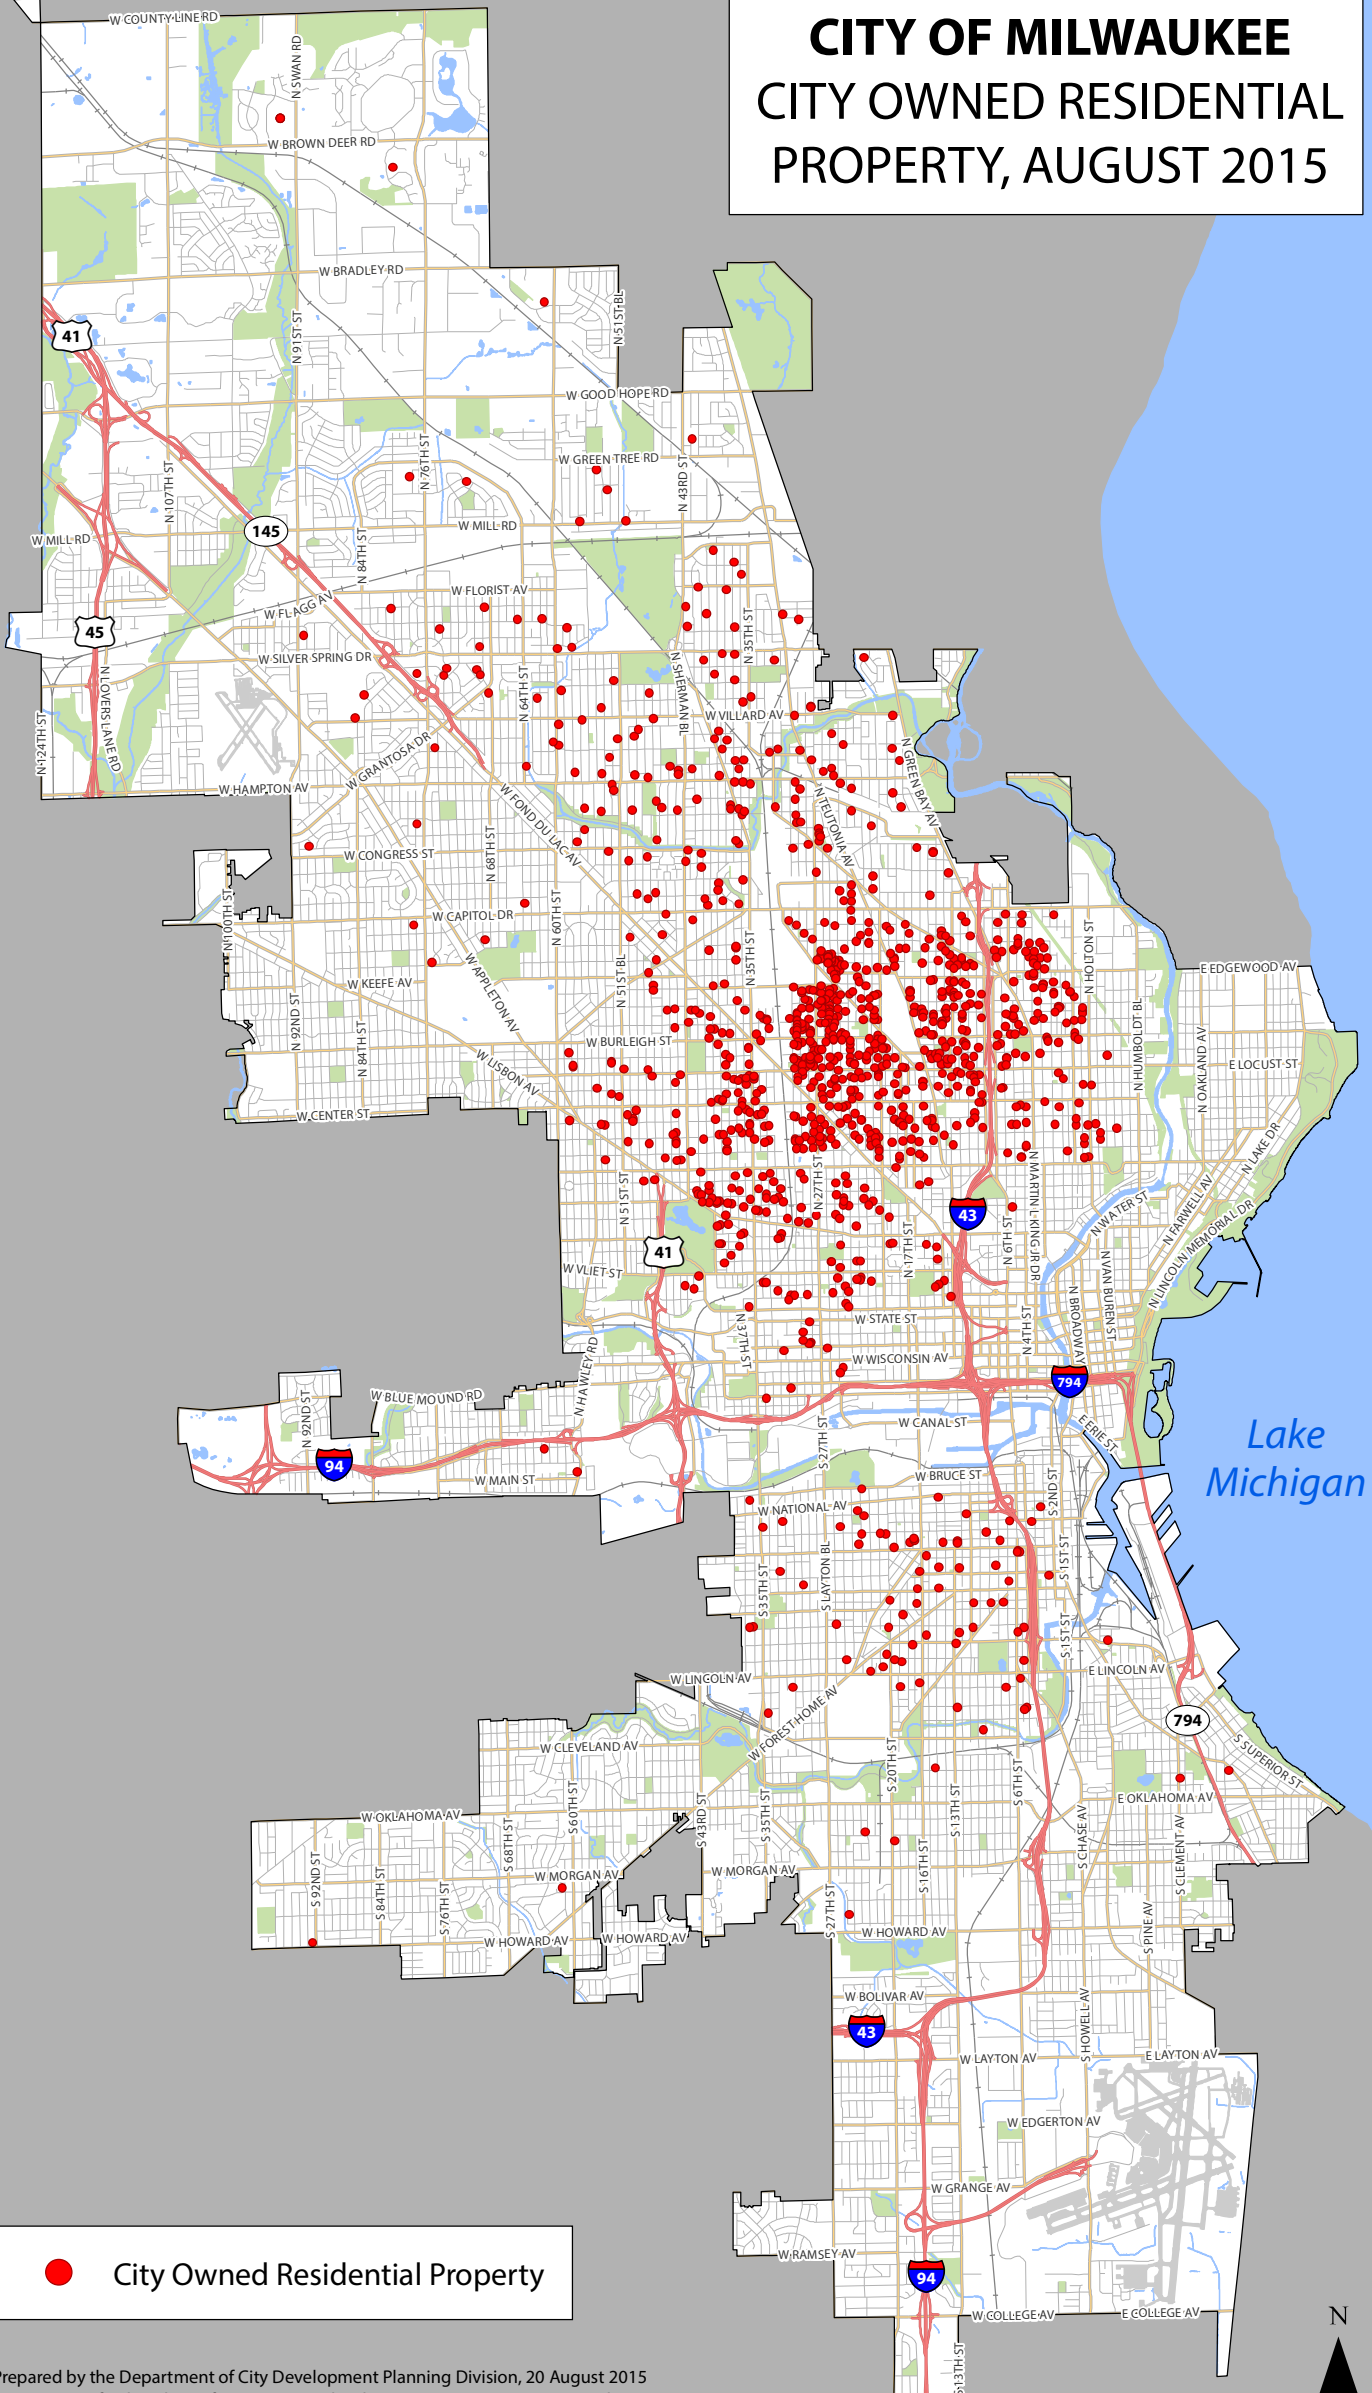 CITY OF MILWAUKEE
CITY OWNED RESIDENTIAL
PROPERTY, AUGUST 2015
W COUNTY LINE RD
N SWAN RD
W BROWN DEER RD
W BRADLEY RD
N 51ST BL
41
N 91ST ST
W GOOD HOPE RD
N 76TH ST
W GREEN TREE RD
N 43RD ST
N 107TH ST
145
W MILL RD
W MILL RD
N 84TH ST
W FLORIST AV
W FLAGG AV
45
N 35TH ST
W SILVER SPRING DR
N LOVERS LANE RD
N 64TH ST
N SHERMAN BL
W VILLARD AV
N 124TH ST
W GRANTOSA DR
N GREEN BAY AV
W HAMPTON AV
W FOND DU LAC AV
N TEUTONIA AV
W CONGRESS ST
N 68TH ST
N 100TH ST
W CAPITOL DR
N 60TH ST
N 35TH ST
N HOLTON ST
W KEEFE AV
W APPLETON AV
N 51ST BL
E EDGEWOOD AV
N 92ND ST
N 84TH ST
W BURLEIGH ST
N HUMBOLDT BL
N OAKLAND AV
E LOCUST ST
W LISBON AV
W CENTER ST
N LAKE DR
N 51ST ST
N 27TH ST
N MARTIN L KING JR DR
N WATER ST
N FARWELL AV
43
N 17TH ST
N 6TH ST
N LINCOLN MEMORIAL DR
41
W VLIET ST
N VAN BUREN ST
N BROADWAY
N 37TH ST
W STATE ST
N 4TH ST
N HAWLEY RD
W WISCONSIN AV
794
W BLUE MOUND RD
N 92ND ST
W CANAL ST
S 27TH ST
E ERIE ST
Lake
Michigan
94
W MAIN ST
W BRUCE ST
S 2ND ST
W NATIONAL AV
S 1ST ST
S 35TH ST
S LAYTON BL
S 1ST ST
W LINCOLN AV
E LINCOLN AV
W FOREST HOME AV
794
W CLEVELAND AV
S SUPERIOR ST
S 20TH ST
S 6TH ST
S 60TH ST
S 43RD ST
S 35TH ST
S 13TH ST
E OKLAHOMA AV
W OKLAHOMA AV
S 68TH ST
S CHASE AV
S CLEMENT AV
S 92ND ST
S 84TH ST
S 76TH ST
W MORGAN AV
W MORGAN AV
S 16TH ST
S 27TH ST
S PINE AV
W HOWARD AV
W HOWARD AV
W HOWARD AV
W BOLIVAR AV
S HOWELL AV
43
W LAYTON AV
E LAYTON AV
W EDGERTON AV
W GRANGE AV
W RAMSEY AV
94
W COLLEGE AV
E COLLEGE AV
S 13TH ST
City Owned Residential Property
N
Prepared by the Department of City Development Planning Division, 20 August 2015